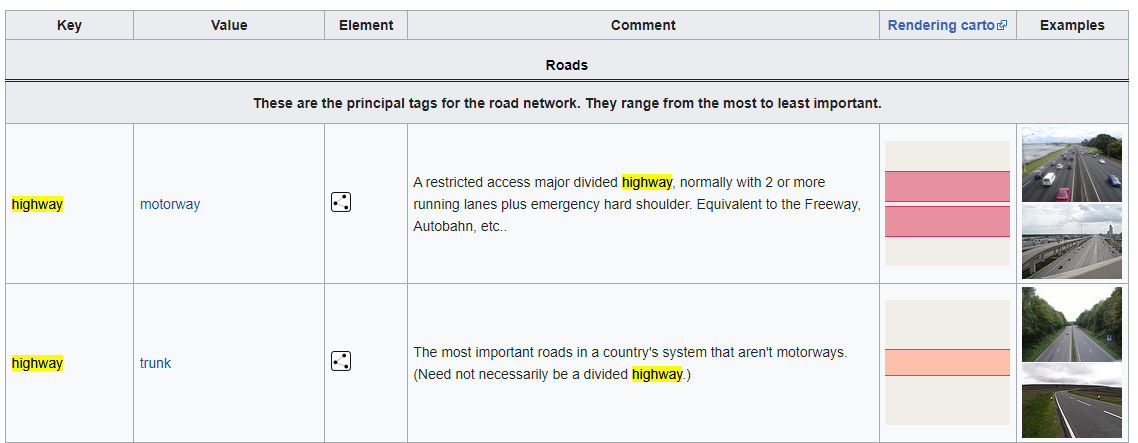 Key Value Element Comment Rendering carto Examples
Roads
These are the principal tags for the road network. They range from the most to least important.
highway
motorway
A restricted access major divided highway, normally with 2 or more
running lanes plus emergency hard shoulder. Equivalent to the Freeway,
Autobahn, etc..
highway
trunk
The most important roads in a country's system that aren't motorways.
(Need not necessarily be a divided highway.)